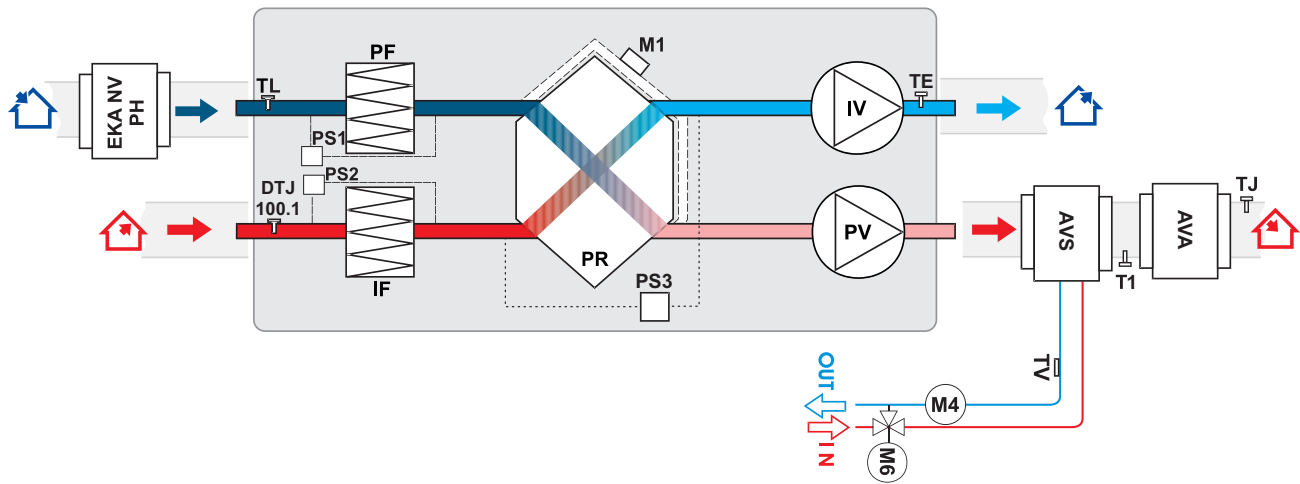 EKA NV
PH
TL
PF
PS1
PS2
DTJ
100.1
IF
M1
PR
PS3
IV
TE
PV
AVS
T1
AVA
TJ
TV
OUT
M4
IN
M6